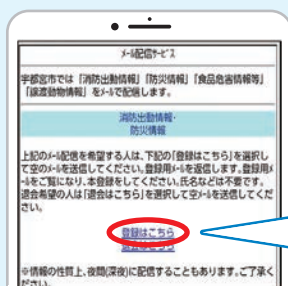 メール配信サービス
宇都宮市では「消防出動情報」「防災情報」「食品危害情報等」
「譲渡動物情報」をメールで配信します。
消防出動情報・
防災情報
上記のメール配信を希望する人は、下記の「登録はこちら」を選択し
て空のメールを送信してください。登録用メールを返信します。登録用メ
ールをご覧になり、本登録をしてください。氏名などは不要です。
退会希望の人は「退会はこちら」を選択して空メールを送信してくだ
さい。
登録はこちら
退会はこちら
※情報の性質上、夜間(深夜)に配信することもあります。ご了承く
ださい。